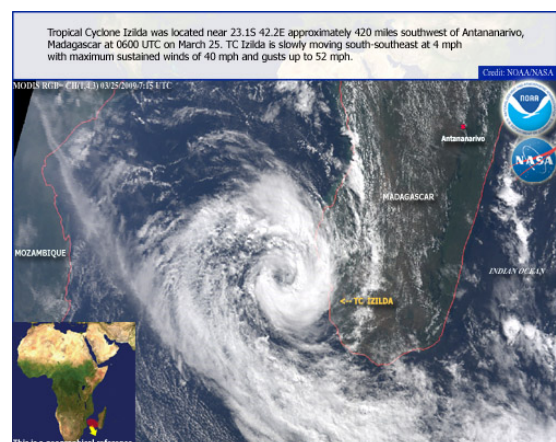 Tropical Cyclone Izilda was located near 23.1S 42.2E approximately 420 miles southwest of Antananarivo,
Madagascar at 0600 UTC on March 25. TC Izilda is slowly moving south-southeast at 4 mph
with maximum sustained winds of 40 mph and gusts up to 52 mph.
Credit: NOAA/NASA
MODIS RGB= CH(1,4,3) 03/25/2009 7:15 UTC
NOAA
Antananarivo
NASA
MADAGASCAR
MOZAMBIQUE
INDIAN OCEAN
<-- TC IZILDA
This is a geographical reference